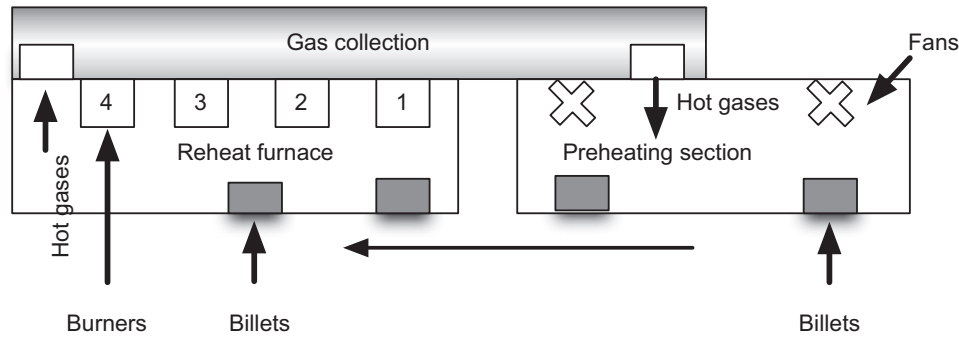 Gas collection
Fans
4
3
2
1
Hot gases
Reheat furnace
Preheating section
Hot gases
Burners
Billets
Billets